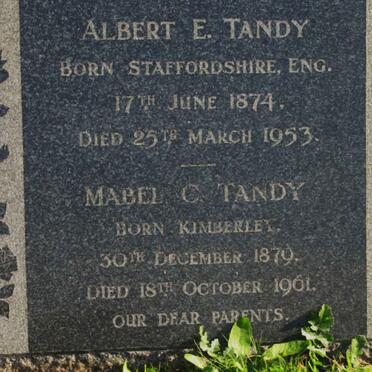 ALBERT E. TANDY
BORN STAFFORDSHIRE, ENG.
17TH JUNE 1874.
DIED 25TH MARCH 1953.
MABEL C. TANDY
BORN KIMBERLEY.
30TH DECEMBER 1879.
DIED 18TH OCTOBER 1961.
OUR DEAR PARENTS.